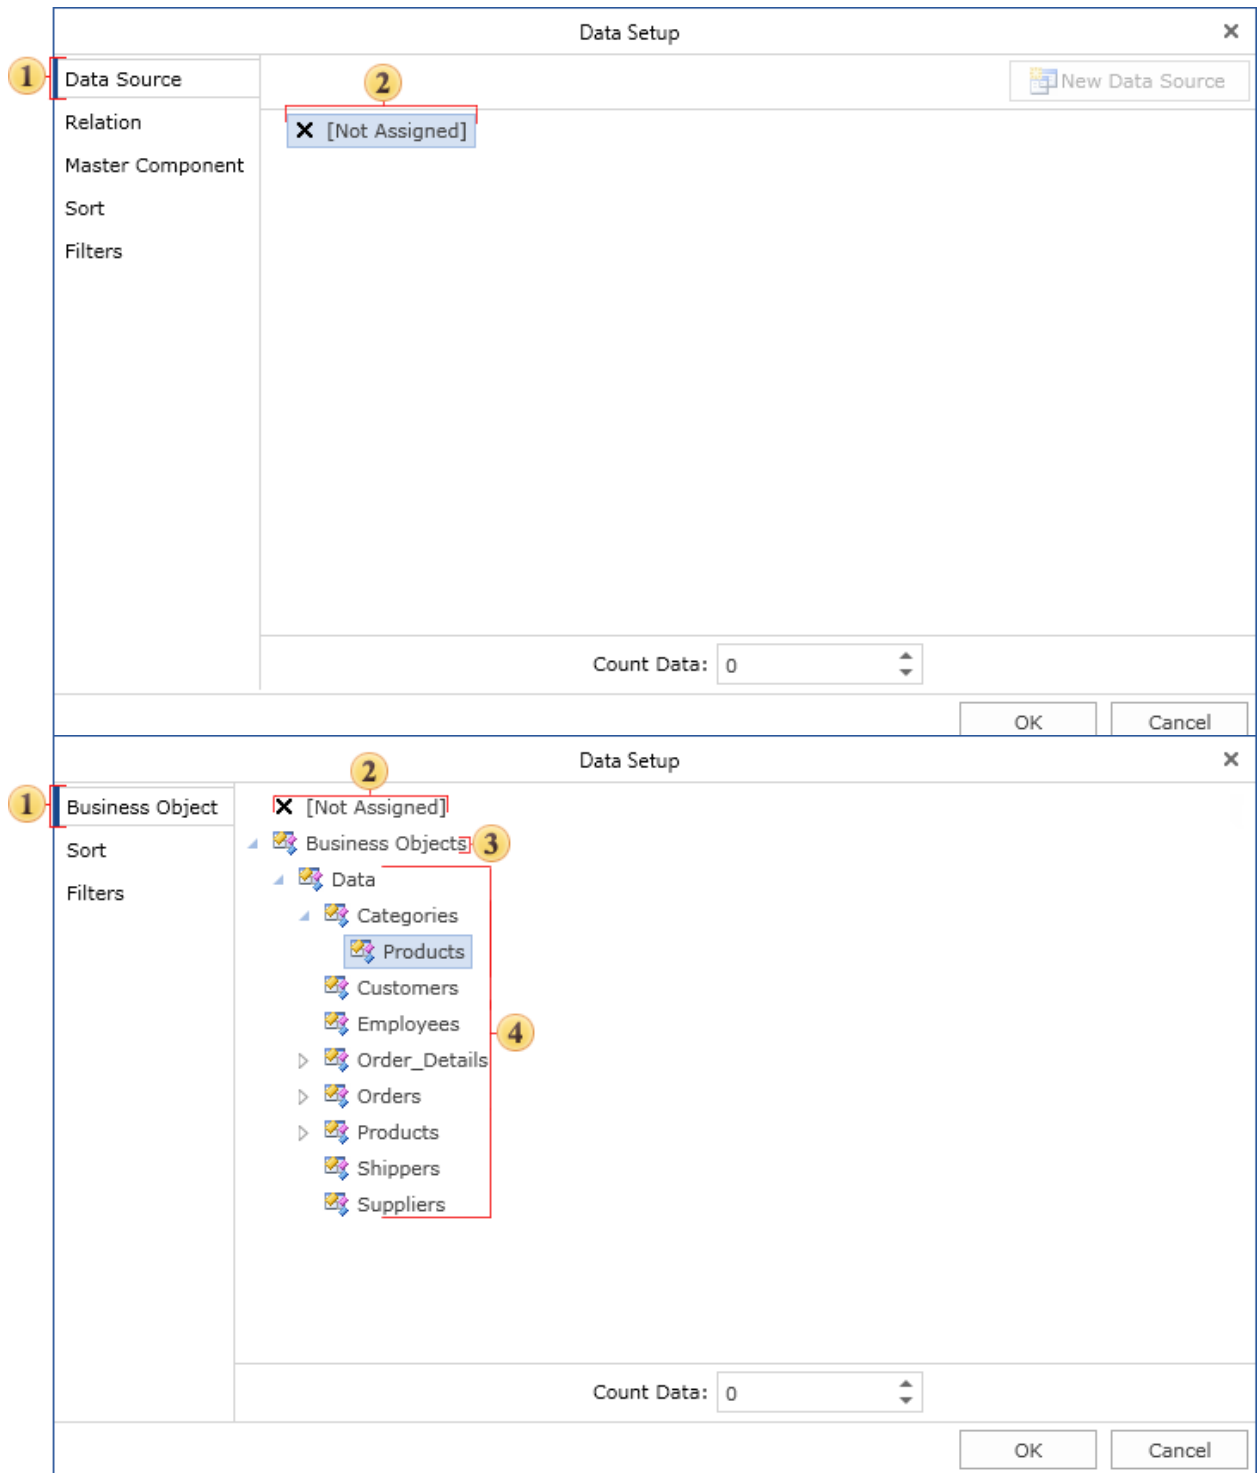 Data Setup
1 Data Source
2
New Data Source
[Not Assigned]
Relation
Master Component
Sort
Filters
Count Data: 0
OK Cancel
Data Setup
2
1 Business Object
[Not Assigned]
Sort
Business Objects 3
Filters
Data
Categories
Products
Customers
Employees
4
Order_Details
Orders
Products
Shippers
Suppliers
Count Data: 0
OK Cancel